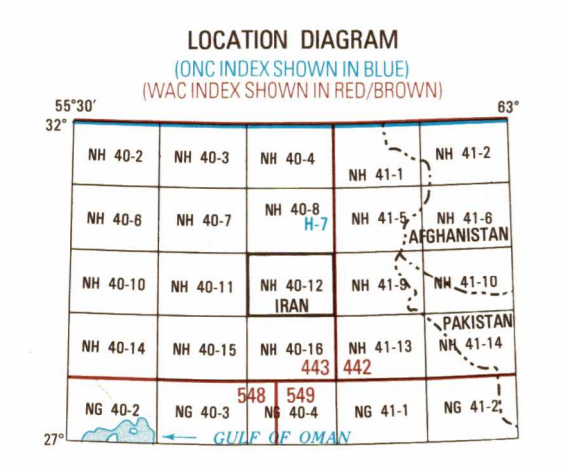 LOCATION DIAGRAM
(ONC INDEX SHOWN IN BLUE)
(WAC INDEX SHOWN IN RED/BROWN)
55°30′ 63°
32°
NH 40-2 NH 40-3 NH 40-4 NH 41-1 NH 41-2
NH 40-6 NH 40-7 NH 40-8 NH 41-5 NH 41-6
H-7 AFGHANISTAN
NH 40-10 NH 40-11 NH 40-12 NH 41-9 NH 41-10
IRAN
PAKISTAN
NH 40-14 NH 40-15 NH 40-16 NH 41-13 NH 41-14
443 442
548 549
NG 40-2 NG 40-3 NG 40-4 NG 41-1 NG 41-2
27° GULF OF OMAN